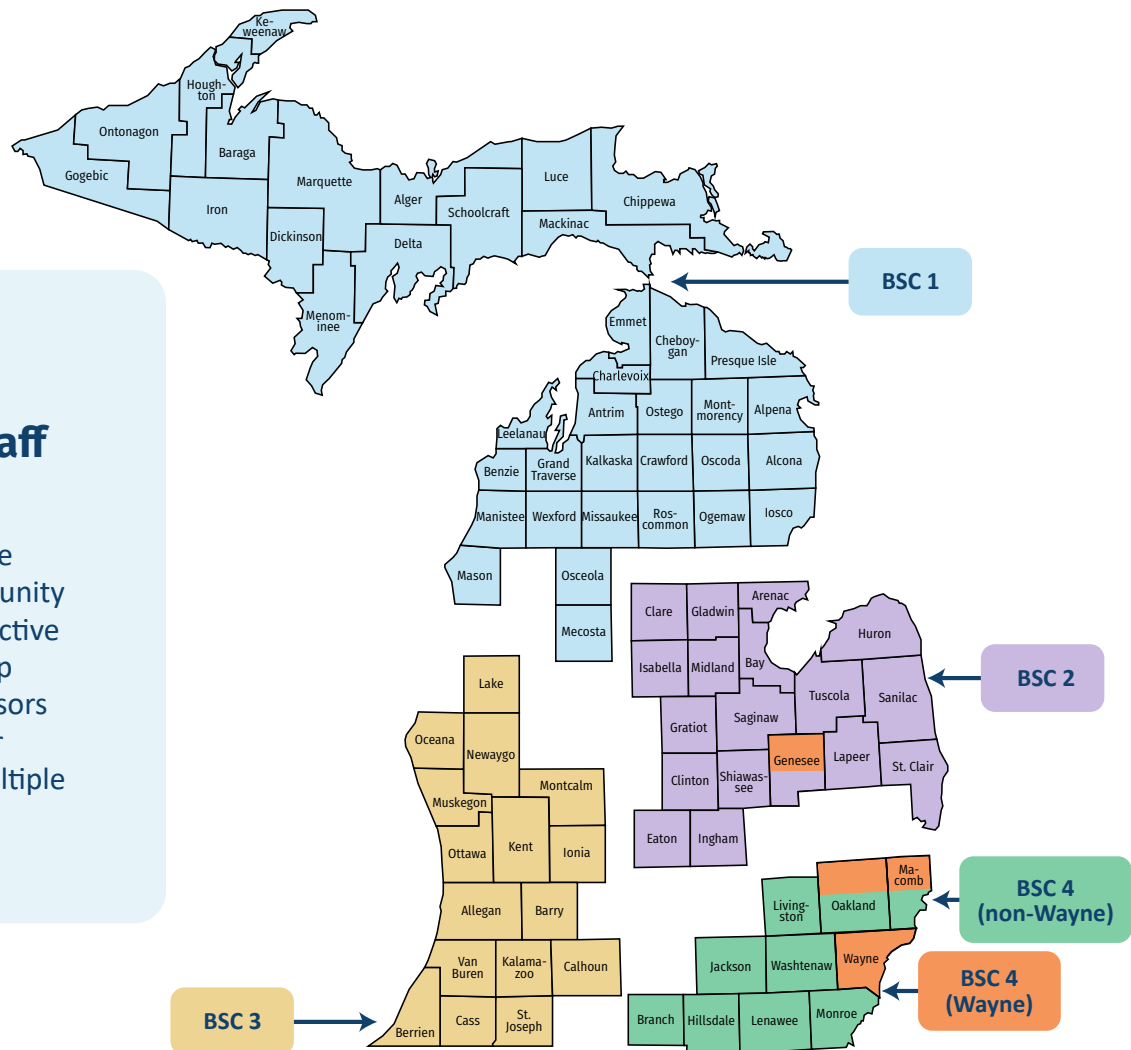 Ke-
weenaw
Hough-
ton
Ontonagon
Baraga
Gogebic
Marquette
Iron
Dickinson
Menom-
inee
Alger
Delta
Schoolcraft
Luce
Mackinac
Chippewa
BSC 1
Emmet
Cheboy-
gan
Presque Isle
Charlevoix
Antrim
Ostego
Mont-
morency
Alpena
Leelanau
Benzie
Grand
Traverse
Kalkaska
Crawford
Oscoda
Alcona
Manistee
Wexford
Missaukee
Ros-
common
Ogemaw
Iosco
Mason
Osceola
Mecosta
aff
e
unity
ctive
p
sors
ltiple
Clare
Gladwin
Arenac
Huron
Isabella
Midland
Bay
Tuscola
Sanilac
BSC 2
Gratiot
Saginaw
Genesee
Lapeer
St. Clair
Clinton
Shiawas-
see
Eaton
Ingham
Lake
Oceana
Newaygo
Muskegon
Montcalm
Ottawa
Kent
Ionia
Allegan
Barry
Van
Buren
Kalama-
zoo
Calhoun
Berrien
Cass
St.
Joseph
BSC 3
Living-
ston
Oakland
Ma-
comb
BSC 4
(non-Wayne)
Jackson
Washtenaw
Wayne
BSC 4
(Wayne)
Branch
Hillsdale
Lenawee
Monroe